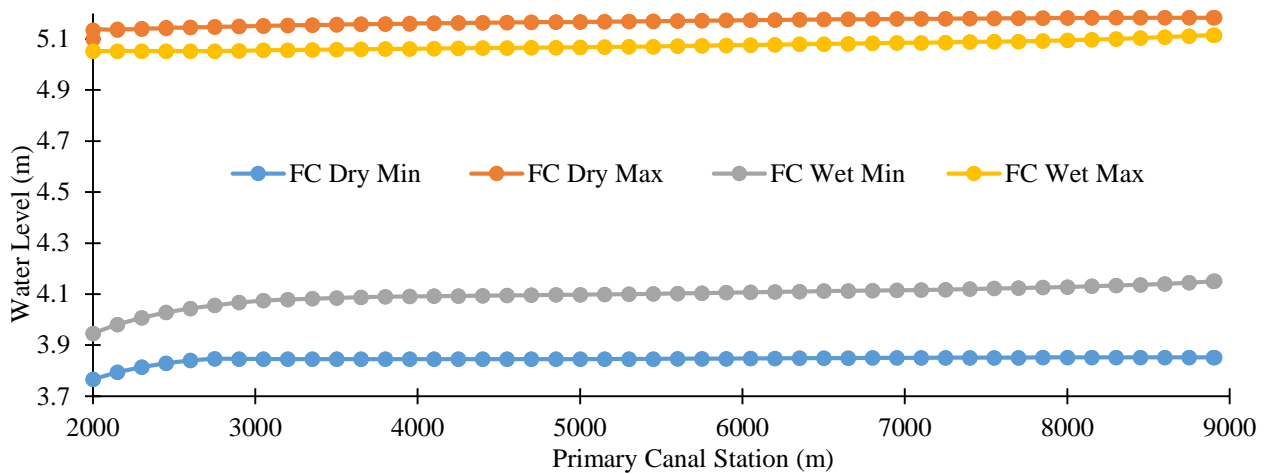 5.1
4.9
4.7
4.5
4.3
4.1
3.9
3.7
Water Level (m)
FC Dry Min FC Dry Max FC Wet Min FC Wet Max
2000 3000 4000 5000 6000 7000 8000 9000
Primary Canal Station (m)